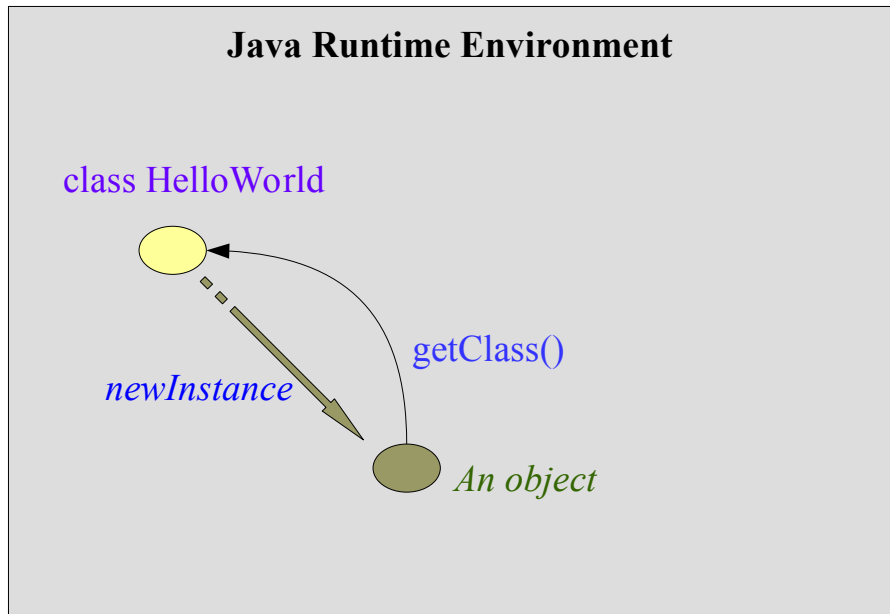 Java Runtime Environment
class HelloWorld
getClass()
newInstance
An object